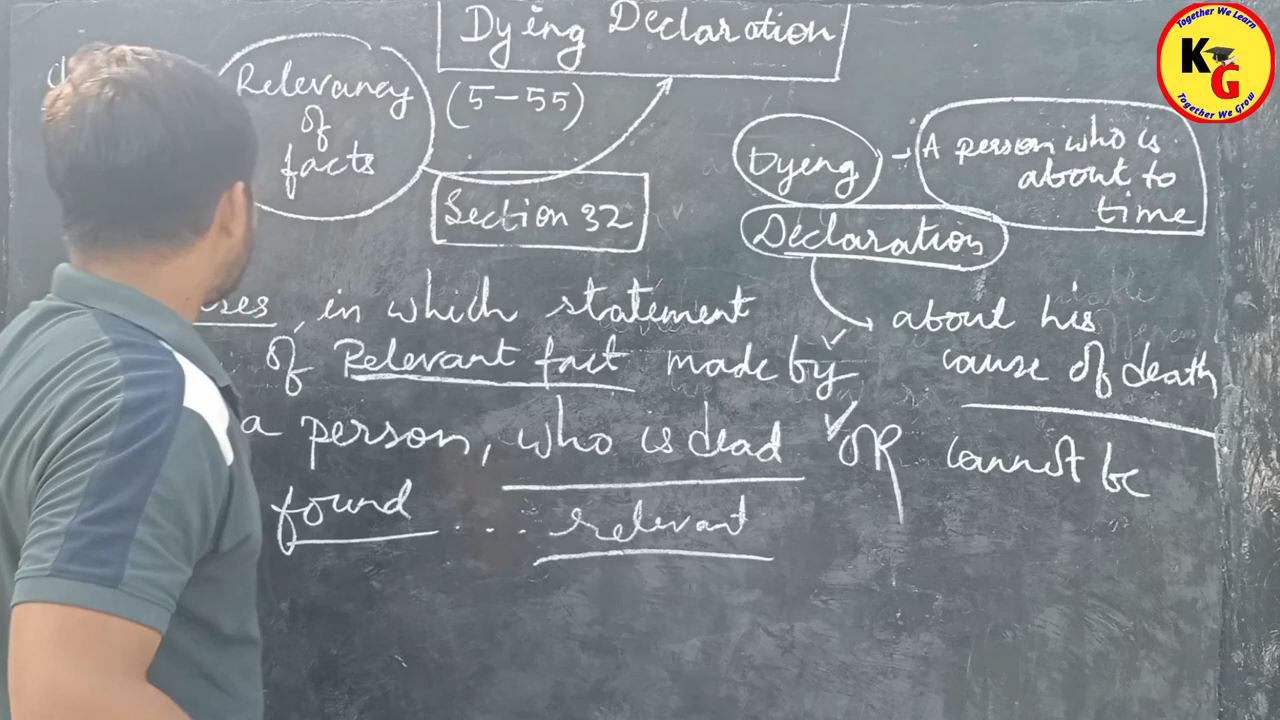 Dying Declaration
Relevancy
of
facts
(5-55)
Section 32
Dying - A person who is
about to
time
Declaration
about his
cause of death
in which statement
of Relevant fact made by
a person, who is dead OR cannot be
found ... relevant
Together We Learn
KG
Together We Grow